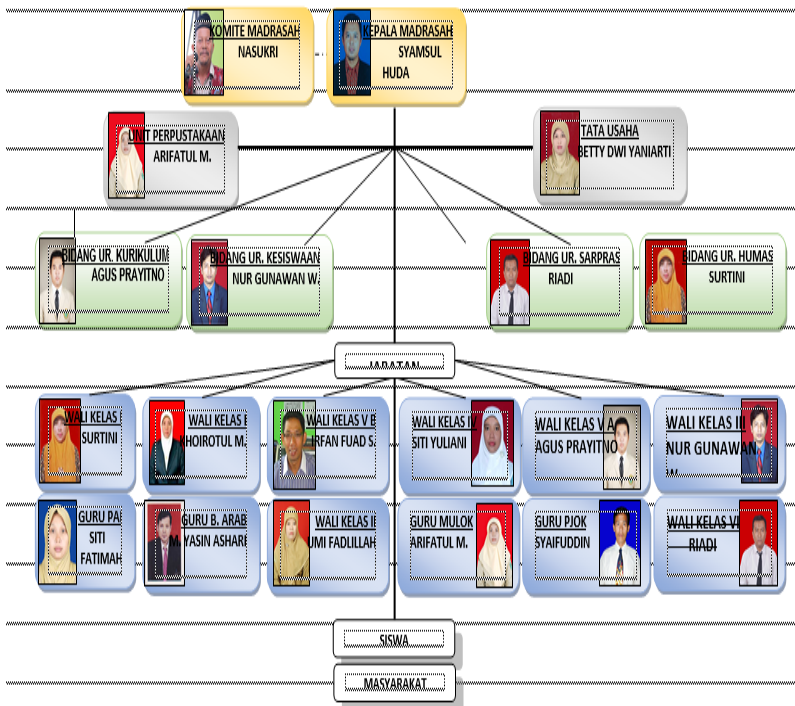 KOMITE MADRASAH
NASUKRI
KEPALA MADRASAH
SYAMSUL
HUDA
UNIT PERPUSTAKAAN
ARIFATUL M.
TATA USAHA
BETTY DWI YANIARTI
BIDANG UR. KURIKULUM
AGUS PRAYITNO
BIDANG UR. KESISWAAN
NUR GUNAWAN W.
BIDANG UR. SARPRAS
RIADI
BIDANG UR. HUMAS
SURTINI
JABATAN
WALI KELAS
SURTINI
WALI KELAS
KHOIROTUL M.
WALI KELAS V B
IRFAN FUAD S.
WALI KELAS
SITI YULIANI
WALI KELAS V A
AGUS PRAYITNO
WALI KELAS III
NUR GUNAWAN
W.
GURU PAI
SITI
FATIMAH
GURU B. ARAB
M. YASIN ASHARI
WALI KELAS II
UMI FADLILLAH
GURU MULOK
ARIFATUL M.
GURU PJOK
SYAIFUDDIN
WALI KELAS VI
RIADI
SISWA
MASYARAKAT